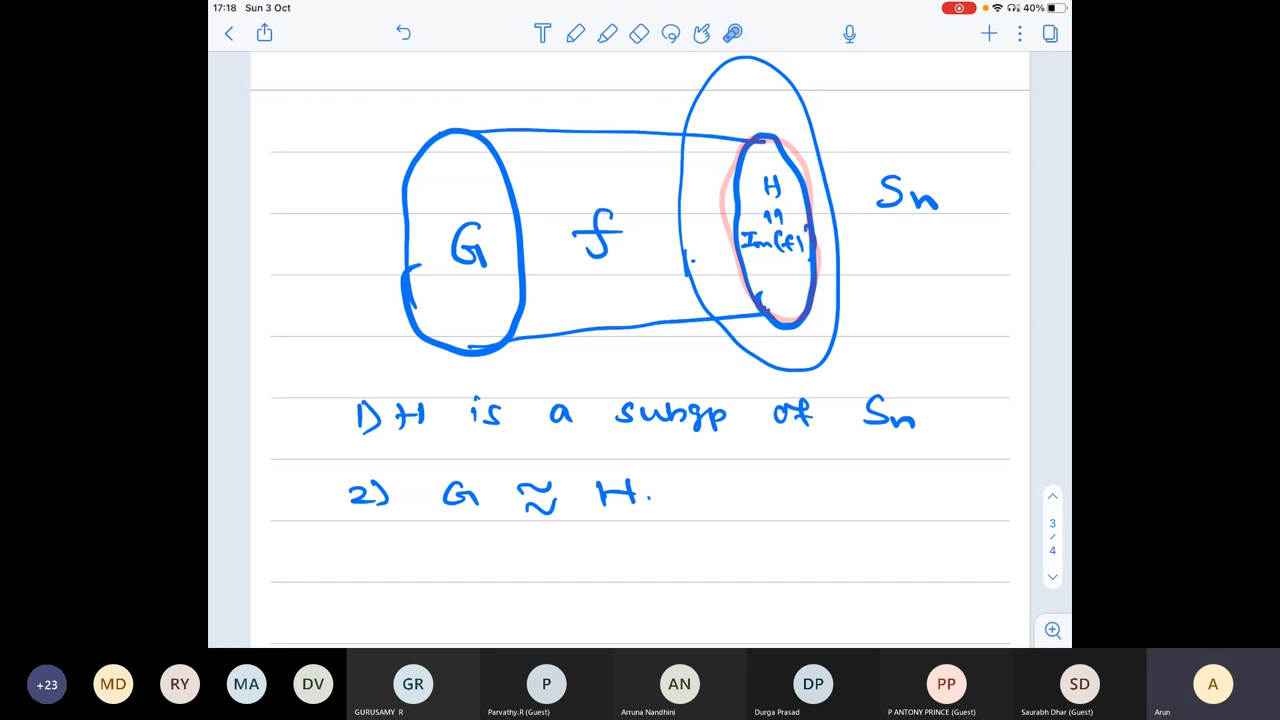 17:18 Sun 3 Oct
40%
T
Sn
H
Im(f)
G
f
1) H is a subgp of Sn
2) G ≈ H.
3
/
4
+23
MD
RY
MA
DV
GR
GURUSAMY R
P
Parvathy.R (Guest)
AN
Arruna Nandhini
DP
Durga Prasad
PP
P ANTONY PRINCE (Guest)
SD
Saurabh Dhar (Guest)
A
Arun